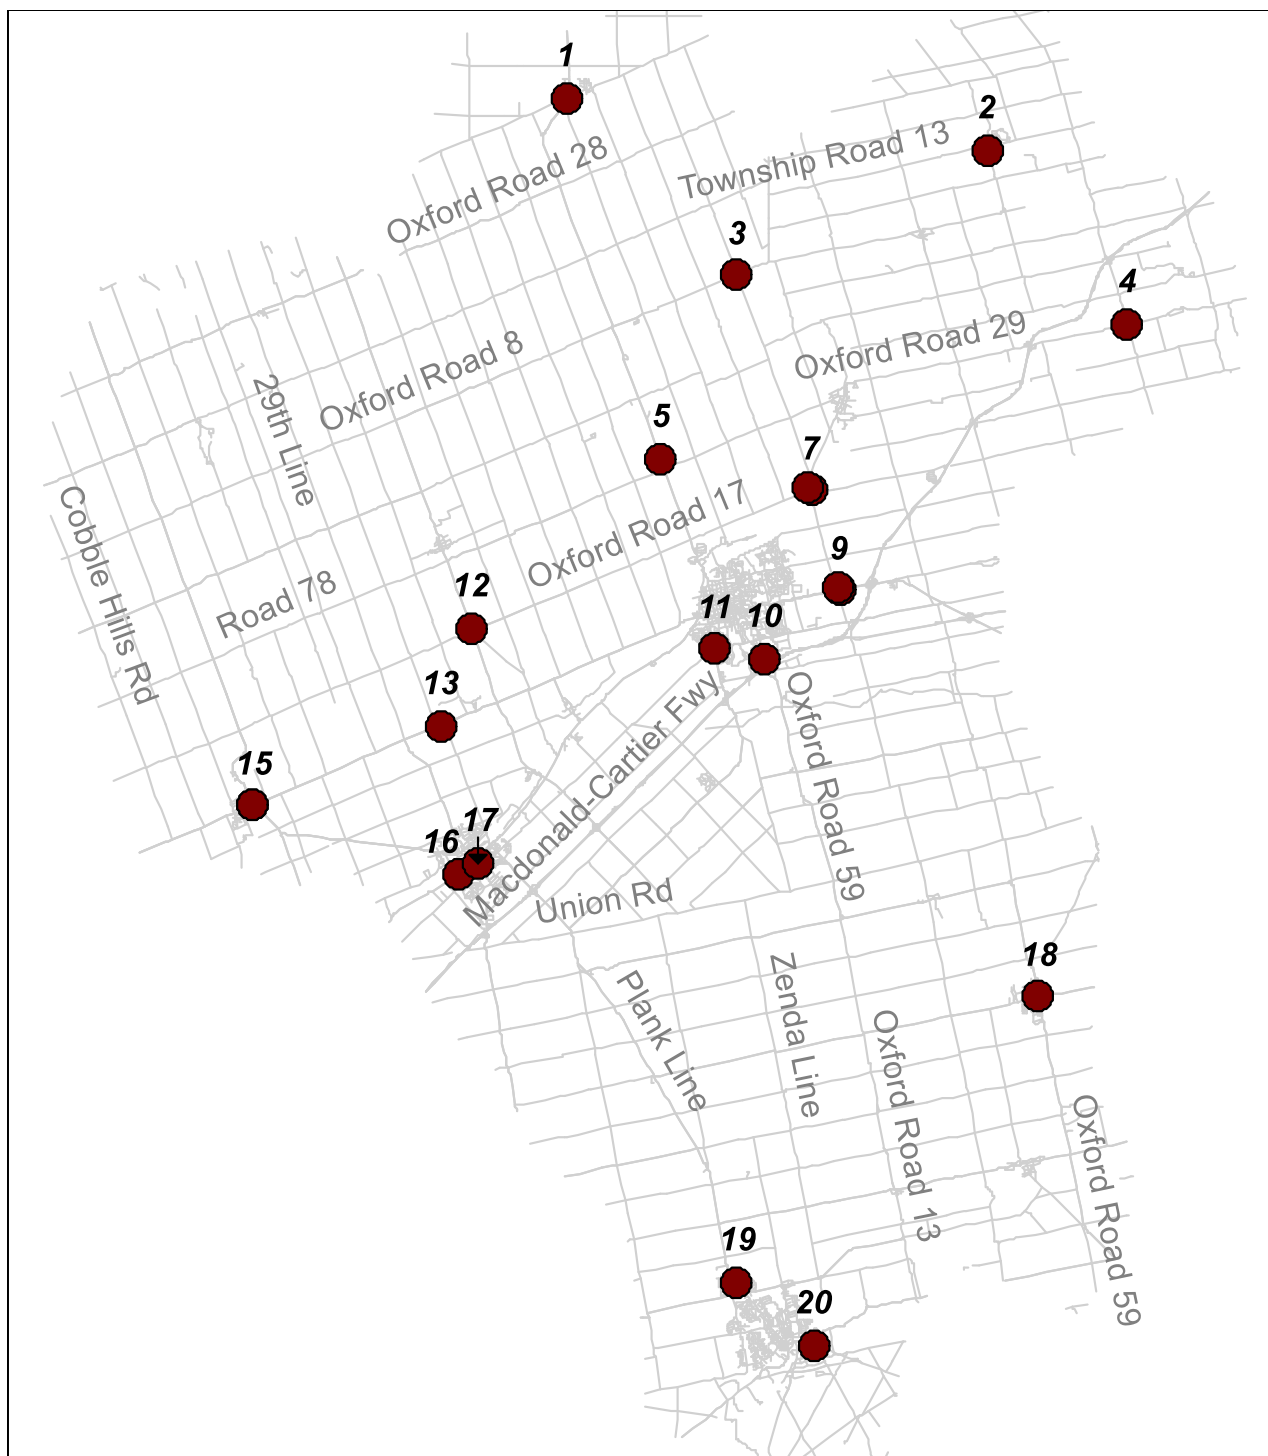 1
2
Oxford Road 28
Township Road 13
3
4
Oxford Road 8
Oxford Road 29
29th Line
5
7
Cobble Hills Rd
Oxford Road 17
9
Road 78
12
11
10
13
Macdonald-Cartier Fwy
Oxford Road 59
15
16
17
Union Rd
18
Plank Line
Zenda Line
Oxford Road 13
Oxford Road 59
19
20